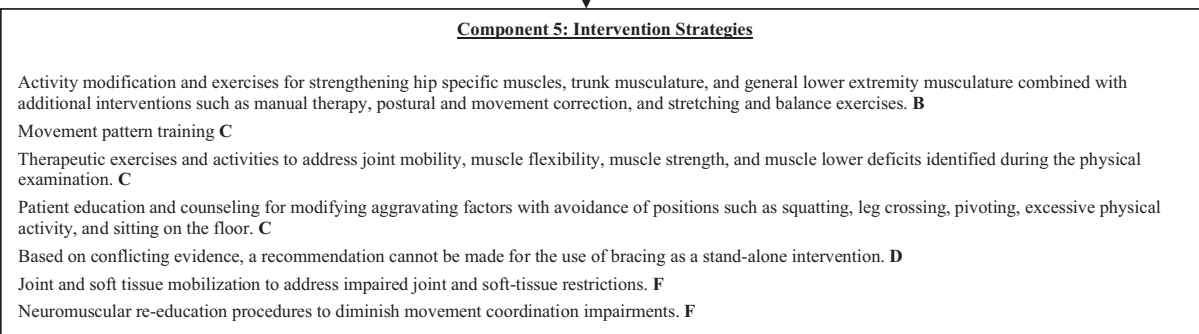 Component 5: Intervention Strategies
Activity modification and exercises for strengthening hip specific muscles, trunk musculature, and general lower extremity musculature combined with
additional interventions such as manual therapy, postural and movement correction, and stretching and balance exercises. B
Movement pattern training C
Therapeutic exercises and activities to address joint mobility, muscle flexibility, muscle strength, and muscle lower deficits identified during the physical
examination. C
Patient education and counseling for modifying aggravating factors with avoidance of positions such as squatting, leg crossing, pivoting, excessive physical
activity, and sitting on the floor. C
Based on conflicting evidence, a recommendation cannot be made for the use of bracing as a stand-alone intervention. D
Joint and soft tissue mobilization to address impaired joint and soft-tissue restrictions. F
Neuromuscular re-education procedures to diminish movement coordination impairments. F